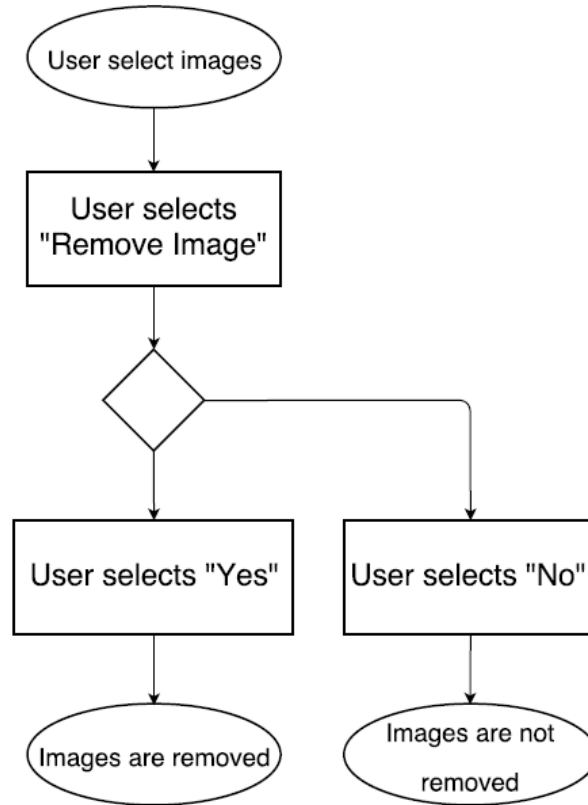 User select images
User selects
"Remove Image"
User selects "Yes"
User selects "No"
Images are removed
Images are not
removed